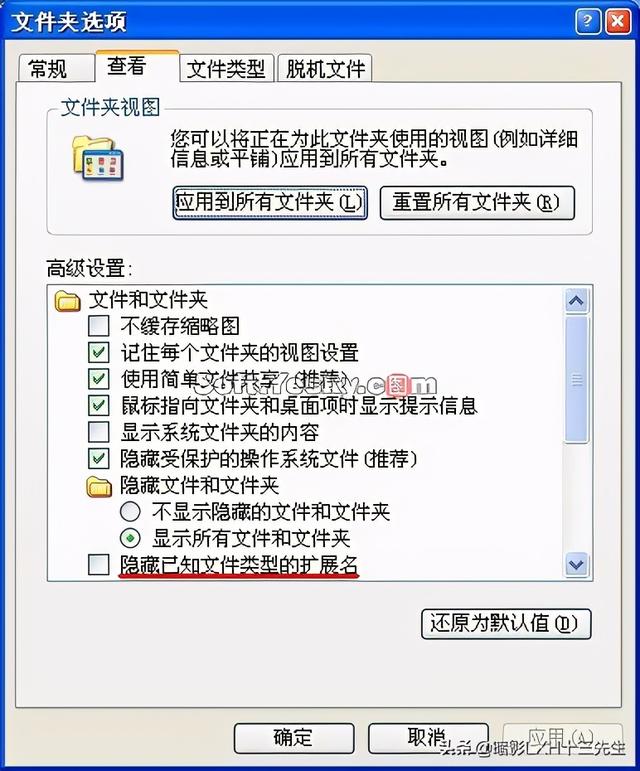 文件夹选项
常规
查看
文件类型
脱机文件
文件夹视图
您可以将正在为此文件夹使用的视图(例如详细
信息或平铺)应用到所有文件夹。
应用到所有文件夹(L)
重置所有文件夹(R)
高级设置:
文件和文件夹
不缓存缩略图
记住每个文件夹的视图设置
使用简单文件共享(推荐)
鼠标指向文件夹和桌面项时显示提示信息
显示系统文件夹的内容
隐藏受保护的操作系统文件(推荐)
隐藏文件和文件夹
不显示隐藏的文件和文件夹
显示所有文件和文件夹
隐藏已知文件类型的扩展名
还原为默认值(D)
确定
取消
应用(A)